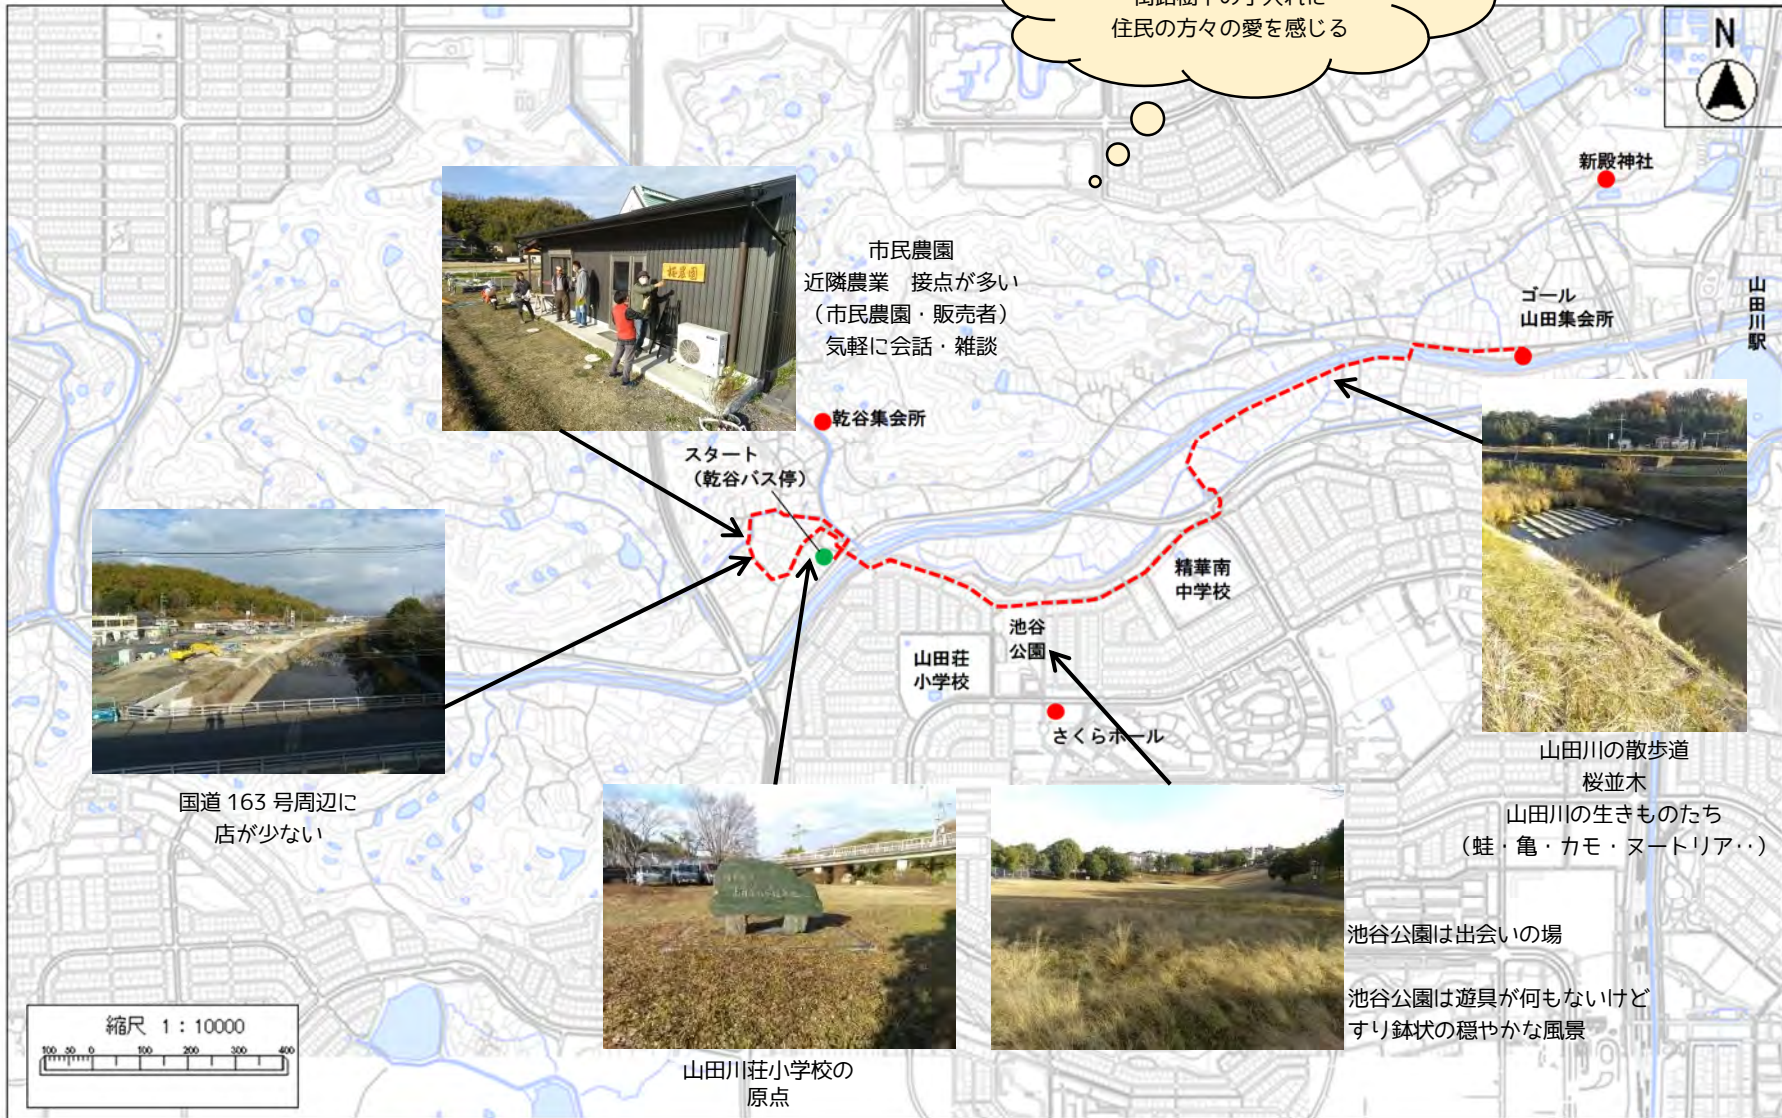 住民の方々の愛を感じる
N
新殿神社
市民農園
近隣農業　接点が多い
（市民農園・販売者）
気軽に会話・雑談
ゴール
山田集会所
山田川駅
乾谷集会所
スタート
（乾谷バス停）
精華南
中学校
池谷
公園
山田荘
小学校
さくらホール
国道 163 号周辺に
店が少ない
山田川の散歩道
桜並木
山田川の生きものたち
（蛙・亀・カモ・ヌートリア‥）
池谷公園は出会いの場
池谷公園は遊具が何もないけど
すり鉢状の穏やかな風景
山田川荘小学校の
原点
縮尺 1：10000
100 50 0 100 200 300 400